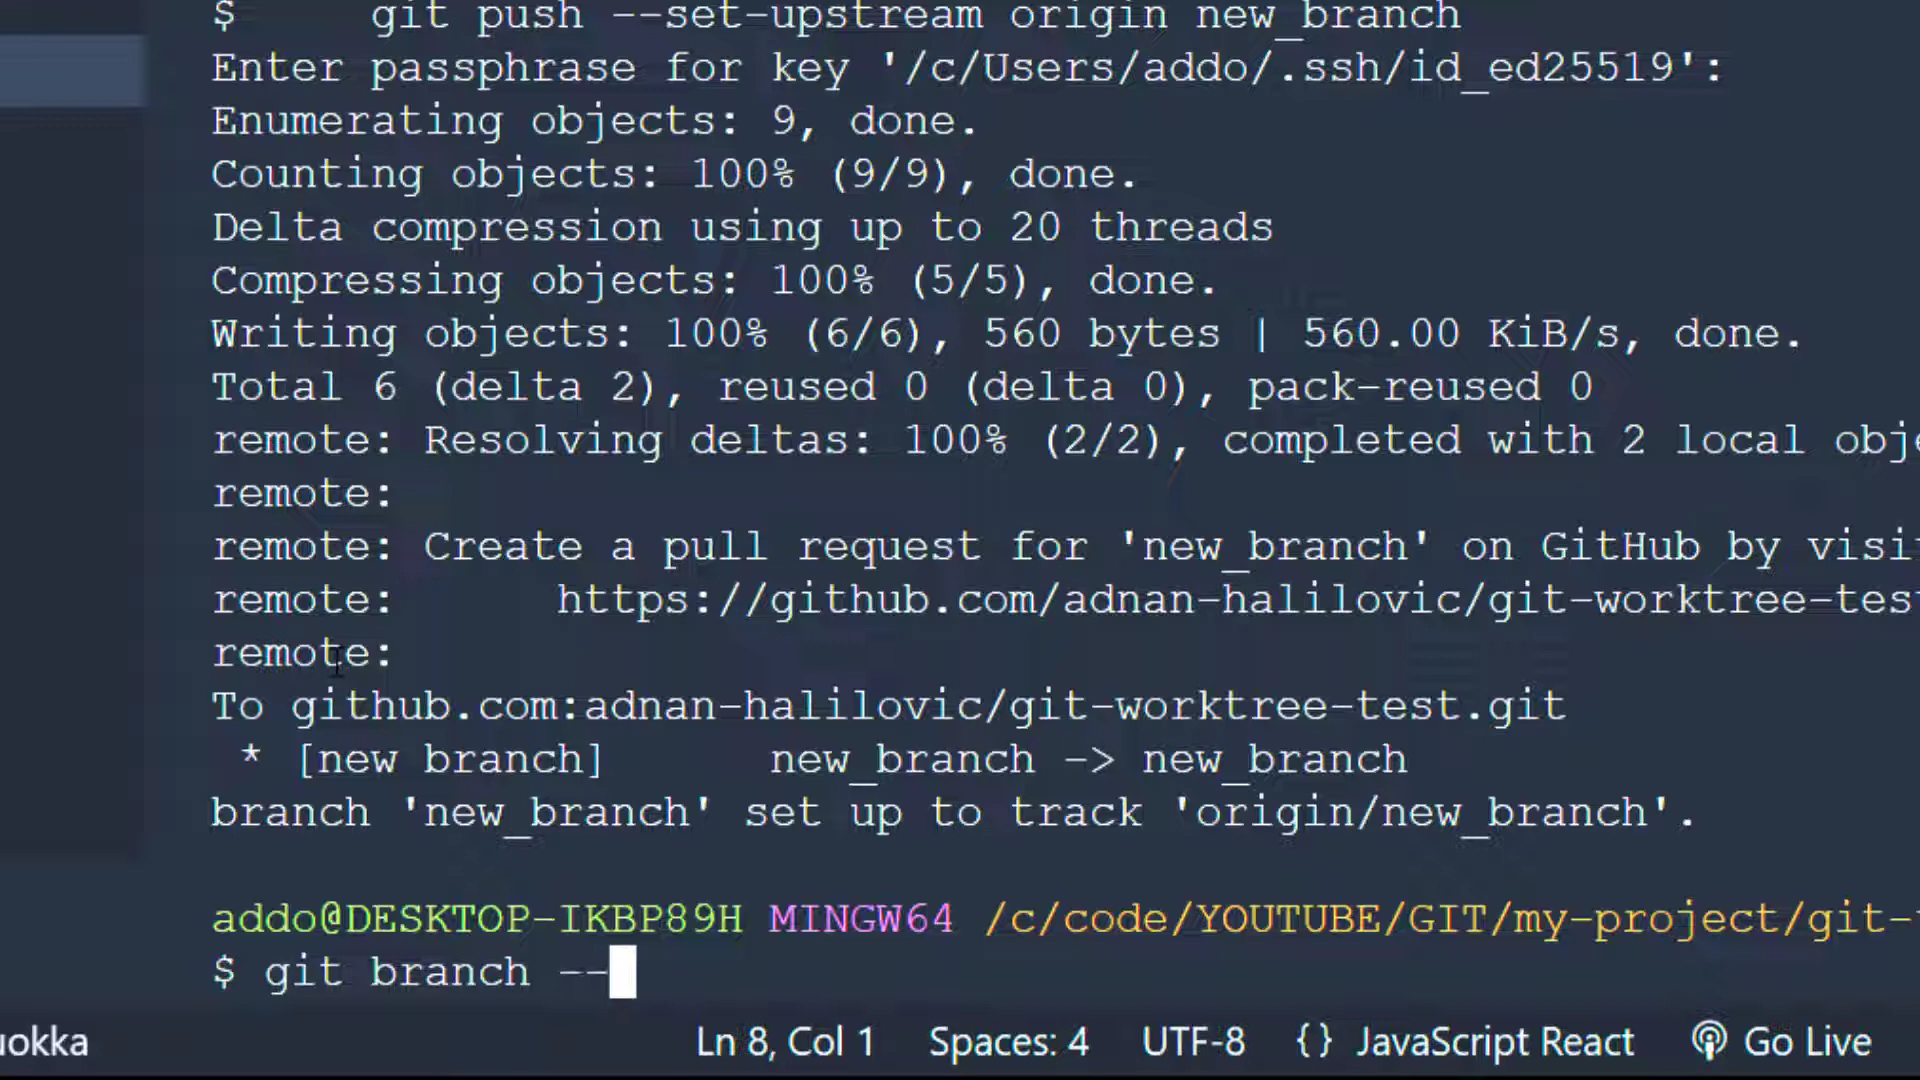 $     git push --set-upstream origin new_branch
Enter passphrase for key '/c/Users/addo/.ssh/id_ed25519':
Enumerating objects: 9, done.
Counting objects: 100% (9/9), done.
Delta compression using up to 20 threads
Compressing objects: 100% (5/5), done.
Writing objects: 100% (6/6), 560 bytes | 560.00 KiB/s, done.
Total 6 (delta 2), reused 0 (delta 0), pack-reused 0
remote: Resolving deltas: 100% (2/2), completed with 2 local obje
remote:
remote: Create a pull request for 'new_branch' on GitHub by visi
remote:      https://github.com/adnan-halilovic/git-worktree-tes
remote:
To github.com:adnan-halilovic/git-worktree-test.git
 * [new branch]      new_branch -> new_branch
branch 'new_branch' set up to track 'origin/new_branch'.
addo@DESKTOP-IKBP89H MINGW64 /c/code/YOUTUBE/GIT/my-project/git-
$ git branch --
uokka Ln 8, Col 1 Spaces: 4 UTF-8 {} JavaScript React Go Live